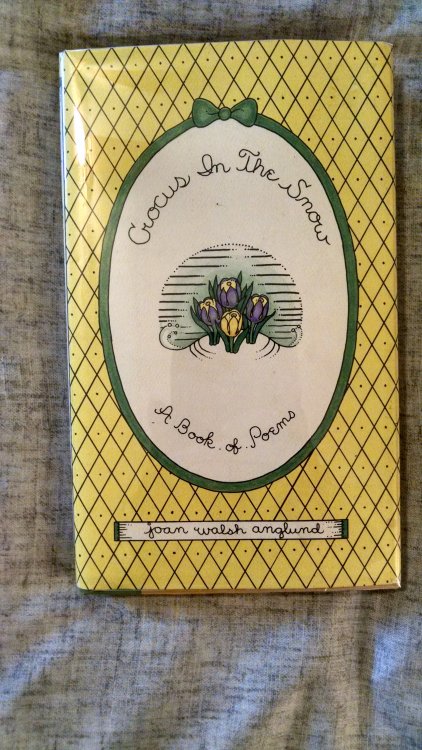 Crocus In The Snow
A Book of Poems
joan walsh anglund